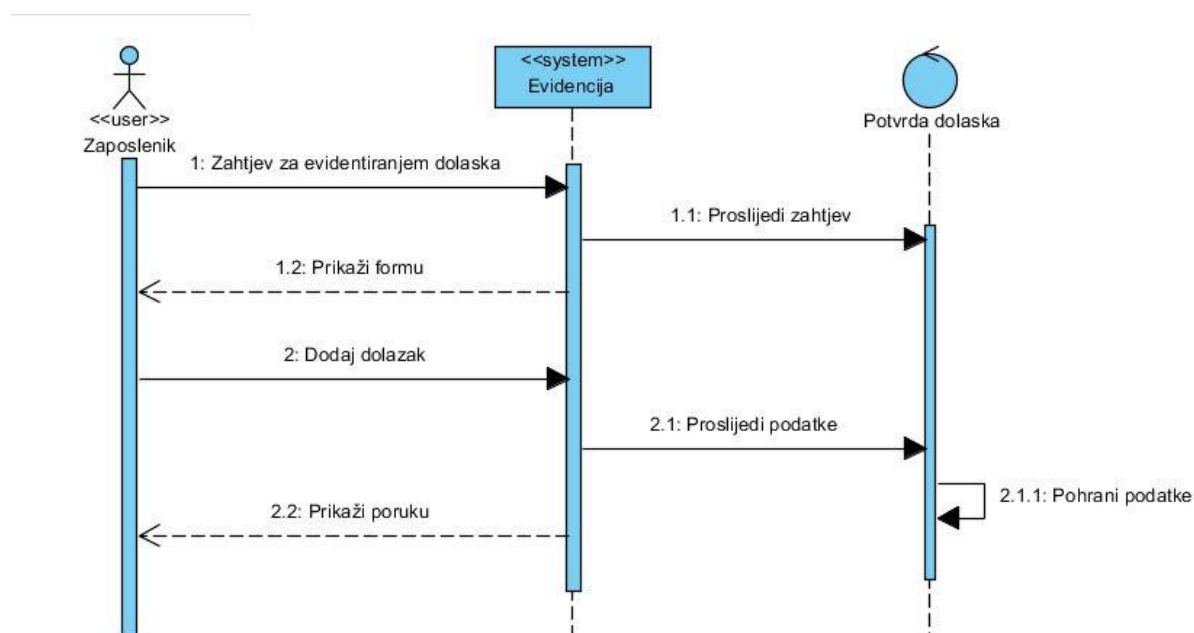 <<user>>
Zaposlenik
<<system>>
Evidencija
Potvrda dolaska
1: Zahtjev za evidentiranjem dolaska
1.1: Proslijedi zahtjev
1.2: Prikaži formu
2: Dodaj dolazak
2.1: Proslijedi podatke
2.1.1: Pohrani podatke
2.2: Prikaži poruku